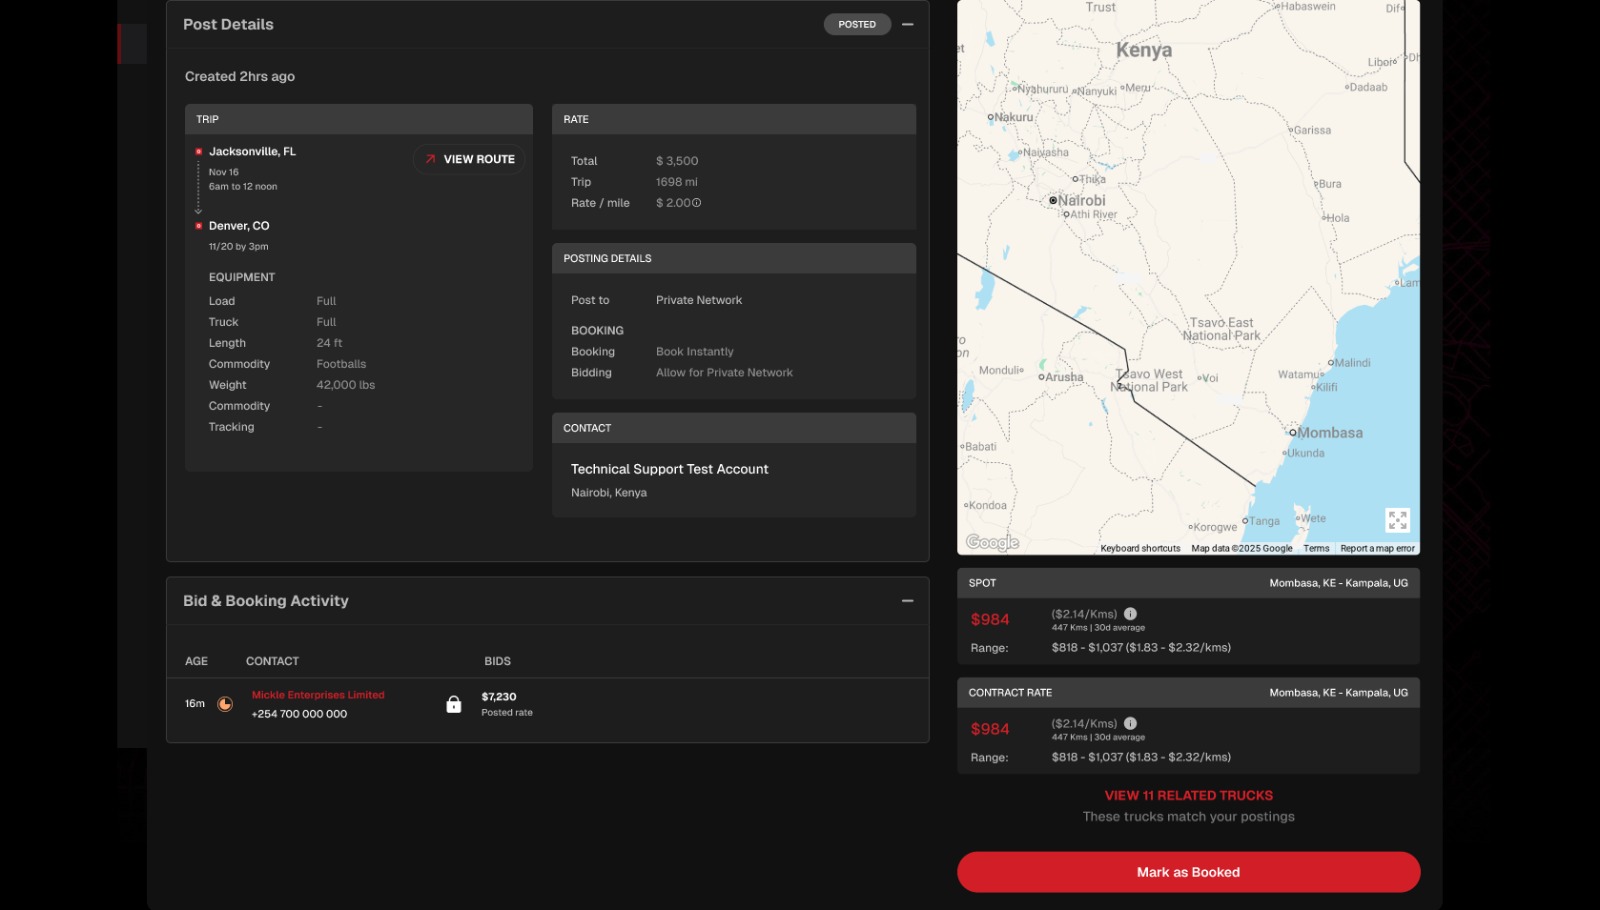 Post Details
POSTED
Created 2hrs ago
TRIP
Jacksonville, FL
VIEW ROUTE
Nov 16
6am to 12 noon
Denver, CO
11/20 by 3pm
EQUIPMENT
Load Full
Truck Full
Length 24 ft
Commodity Footballs
Weight 42,000 lbs
Commodity -
Tracking -
RATE
Total $ 3,500
Trip 1698 mi
Rate / mile $ 2.00
POSTING DETAILS
Post to Private Network
BOOKING
Booking Book Instantly
Bidding Allow for Private Network
CONTACT
Technical Support Test Account
Nairobi, Kenya
Bid & Booking Activity
AGE CONTACT BIDS
16m
Mickle Enterprises Limited
+254 700 000 000
$7,230
Posted rate
Trust
Habaswein
Dif
Kenya
Liboi
Dh
Nyahururu
Nanyuki
Meru
Dadaab
Nakuru
Garissa
Naivasha
Thika
Bura
Nairobi
Athi River
Hola
Lam
Tsavo East
National Park
Monduli
Arusha
Tsavo West
National Park
Voi
Malindi
Watamu
Kilifi
Mombasa
Babati
Ukunda
Kondoa
Korogwe
Tanga
Wete
Google
Keyboard shortcuts Map data ©2025 Google Terms Report a map error
SPOT Mombasa, KE - Kampala, UG
$984 ($2.14/Kms)
447 Kms | 30d average
Range: $818 - $1,037 ($1.83 - $2.32/kms)
CONTRACT RATE Mombasa, KE - Kampala, UG
$984 ($2.14/Kms)
447 Kms | 30d average
Range: $818 - $1,037 ($1.83 - $2.32/kms)
VIEW 11 RELATED TRUCKS
These trucks match your postings
Mark as Booked